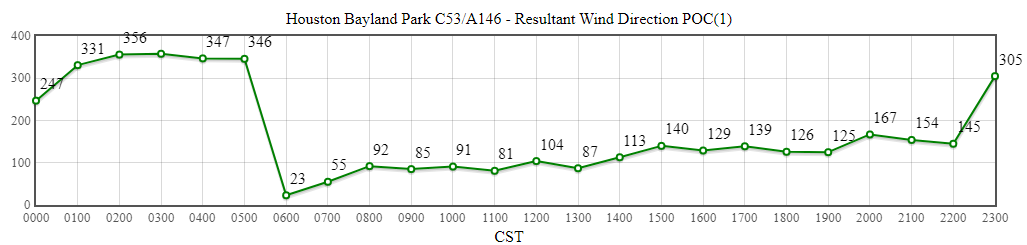 Houston Bayland Park C53/A146 - Resultant Wind Direction POC(1)
400
300
200
100
0
247 331 356 347 346 23 55 92 85 91 81 104 87 113 140 129 139 126 125 167 154 145 305
0000 0100 0200 0300 0400 0500 0600 0700 0800 0900 1000 1100 1200 1300 1400 1500 1600 1700 1800 1900 2000 2100 2200 2300
CST